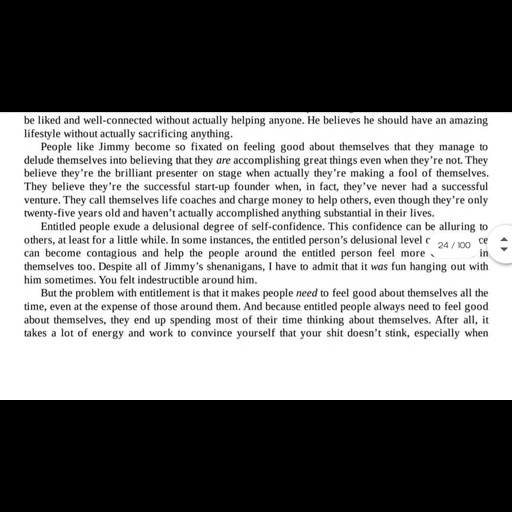 be liked and well-connected without actually helping anyone. He believes he should have an amazing
lifestyle without actually sacrificing anything.
People like Jimmy become so fixated on feeling good about themselves that they manage to
delude themselves into believing that they are accomplishing great things even when they're not. They
believe they're the brilliant presenter on stage when actually they're making a fool of themselves.
They believe they're the successful start-up founder when, in fact, they've never had a successful
venture. They call themselves life coaches and charge money to help others, even though they're only
twenty-five years old and haven't actually accomplished anything substantial in their lives.
Entitled people exude a delusional degree of self-confidence. This confidence can be alluring to
others, at least for a little while. In some instances, the entitled person's delusional level 24 / 100 ce
can become contagious and help the people around the entitled person feel more in
themselves too. Despite all of Jimmy's shenanigans, I have to admit that it was fun hanging out with
him sometimes. You felt indestructible around him.
But the problem with entitlement is that it makes people need to feel good about themselves all the
time, even at the expense of those around them. And because entitled people always need to feel good
about themselves, they end up spending most of their time thinking about themselves. After all, it
takes a lot of energy and work to convince yourself that your shit doesn't stink, especially when